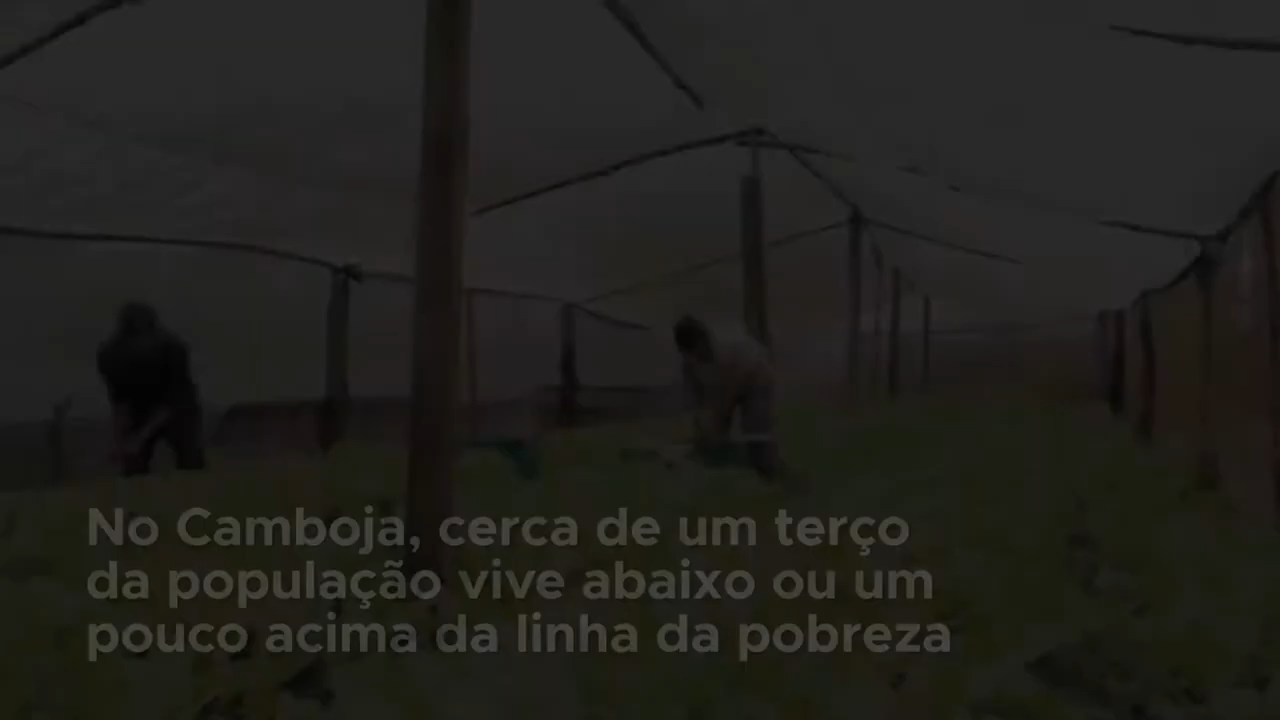 No Camboja, cerca de um terço
da população vive abaixo ou um
pouco acima da linha da pobreza